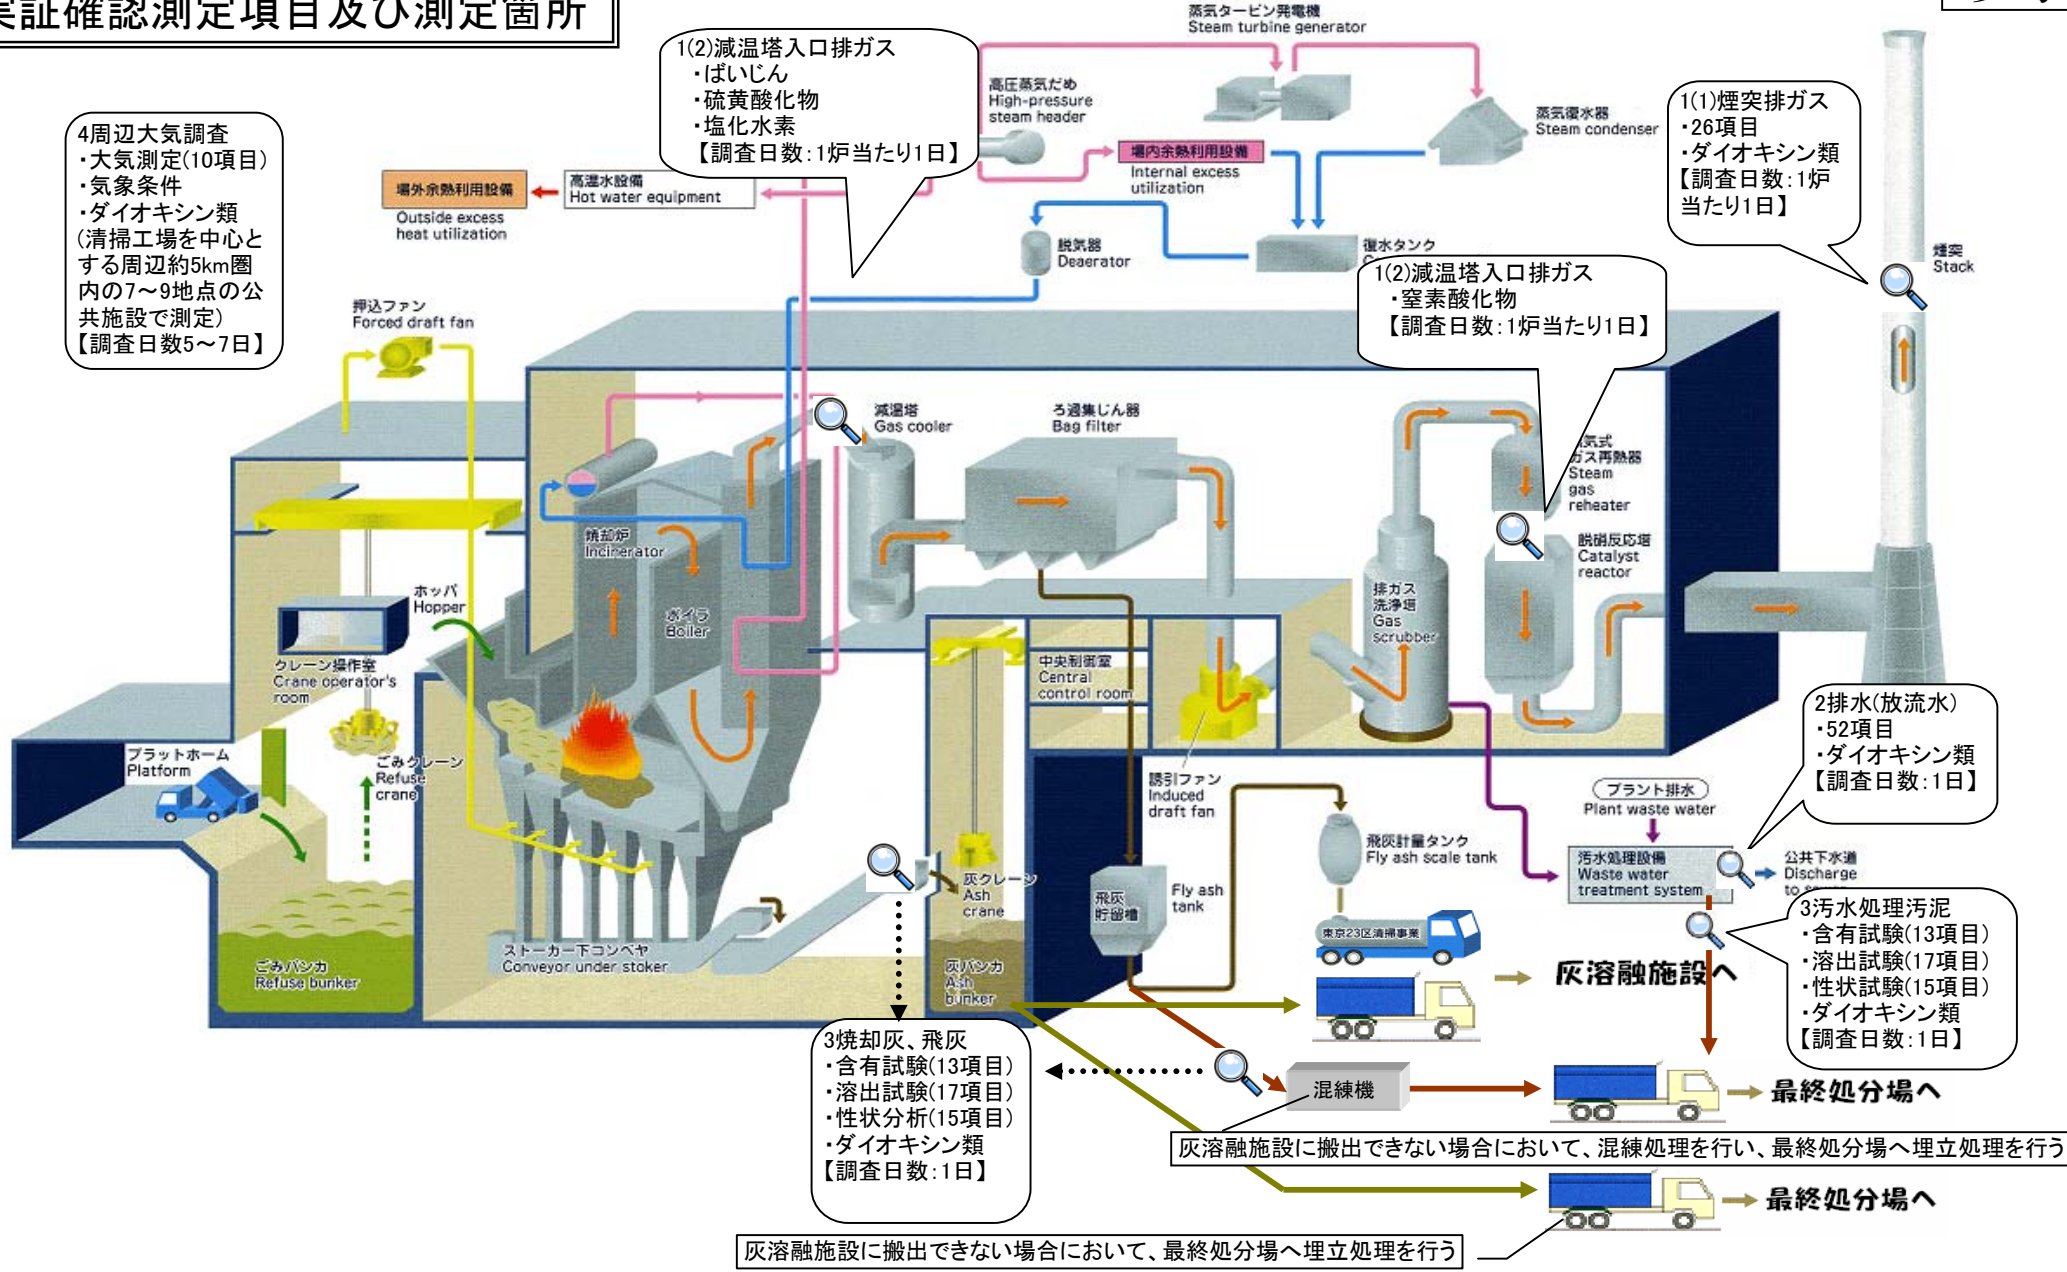 実証確認測定項目及び測定箇所
蒸気タービン発電機
Steam turbine generator
1(2)減温塔入口排ガス
・ばいじん
・硫黄酸化物
・塩化水素
【調査日数:1炉当たり1日】
高圧蒸気だめ
High-pressure
steam header
蒸気復水器
Steam condenser
1(1)煙突排ガス
・26項目
・ダイオキシン類
【調査日数:1炉
当たり1日】
4周辺大気調査
・大気測定(10項目)
・気象条件
・ダイオキシン類
(清掃工場を中心と
する周辺約5km圏
内の7～9地点の公
共施設で測定)
【調査日数5～7日】
場外余熱利用設備
Outside excess
heat utilization
高温水設備
Hot water equipment
場内余熱利用設備
Internal excess
utilization
脱気器
Deaerator
復水タンク
煙突
Stack
1(2)減温塔入口排ガス
・窒素酸化物
【調査日数:1炉当たり1日】
押込ファン
Forced draft fan
減温塔
Gas cooler
ろ過集じん器
Bag filter
気式
ガス再熱器
Steam
gas
reheater
焼却炉
Incinerator
脱硝反応塔
Catalyst
reactor
ホッパ
Hopper
ボイラ
Boiler
排ガス
洗浄塔
Gas
scrubber
クレーン操作室
Crane operator's
room
中央制御室
Central
control room
プラットホーム
Platform
ごみクレーン
Refuse
crane
誘引ファン
Induced
draft fan
2排水(放流水)
・52項目
・ダイオキシン類
【調査日数:1日】
プラント排水
Plant waste water
飛灰計量タンク
Fly ash scale tank
汚水処理設備
Waste water
treatment system
公共下水道
Discharge
to
灰クレーン
Ash
crane
飛灰
貯留槽
Fly ash
tank
東京23区清掃事業
3汚水処理汚泥
・含有試験(13項目)
・溶出試験(17項目)
・性状試験(15項目)
・ダイオキシン類
【調査日数:1日】
ストーカー下コンベヤ
Conveyor under stoker
ごみバンカ
Refuse bunker
灰バンカ
Ash
bunker
灰溶融施設へ
3焼却灰、飛灰
・含有試験(13項目)
・溶出試験(17項目)
・性状分析(15項目)
・ダイオキシン類
【調査日数:1日】
混練機
最終処分場へ
灰溶融施設に搬出できない場合において、混練処理を行い、最終処分場へ埋立処理を行う
最終処分場へ
灰溶融施設に搬出できない場合において、最終処分場へ埋立処理を行う